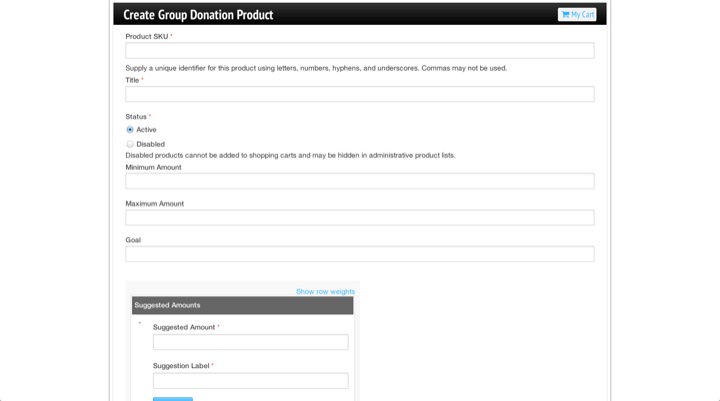 Create Group Donation Product
My Cart
Product SKU *
Supply a unique identifier for this product using letters, numbers, hyphens, and underscores. Commas may not be used.
Title *
Status *
Active
Disabled
Disabled products cannot be added to shopping carts and may be hidden in administrative product lists.
Minimum Amount
Maximum Amount
Goal
Show row weights
Suggested Amounts
Suggested Amount *
Suggestion Label *